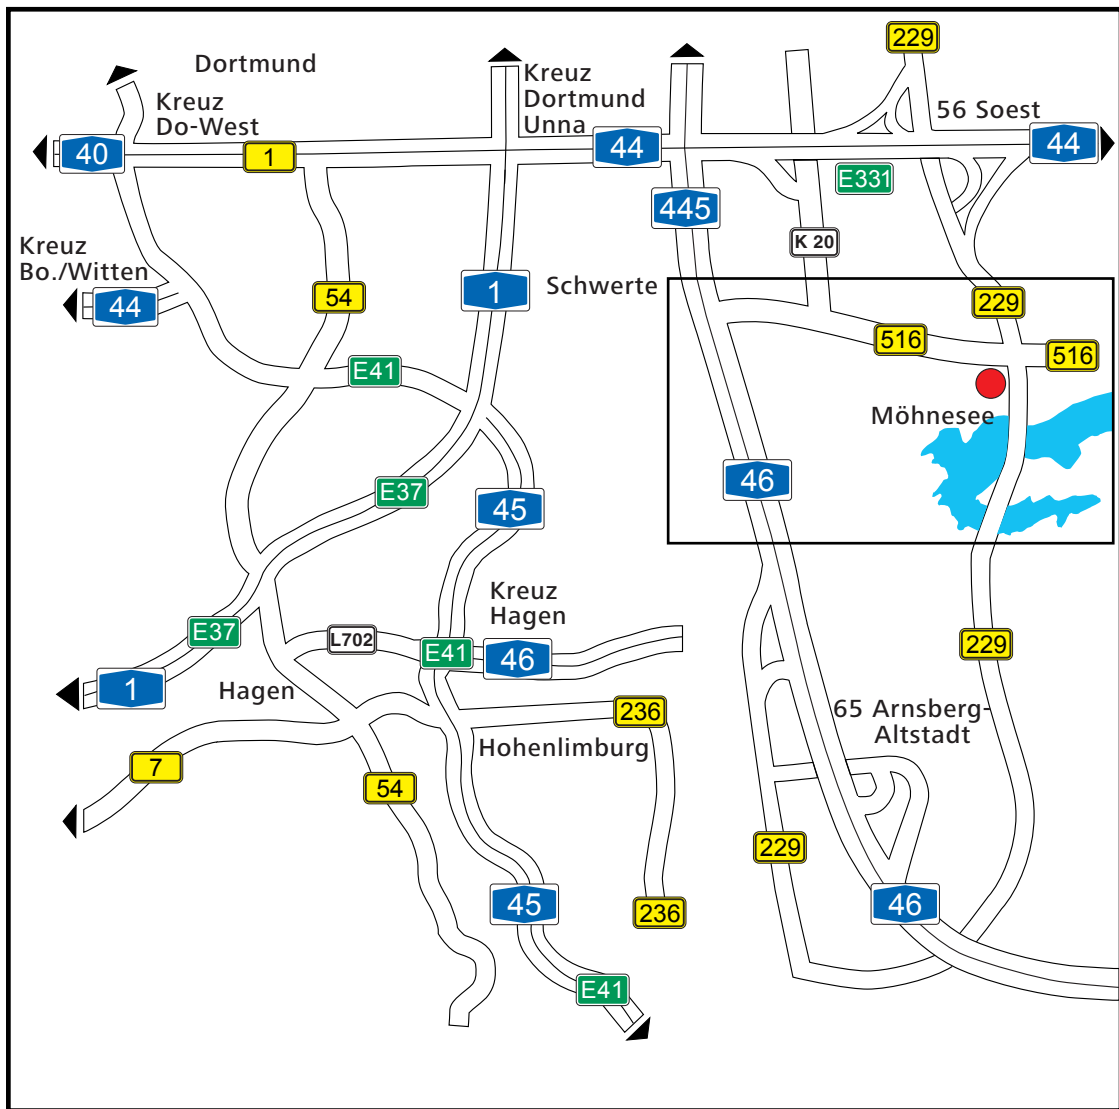 229
Dortmund
Kreuz
Dortmund
Unna
Kreuz
Do-West
56 Soest
40
1
44
44
E331
445
K 20
Kreuz
Bo./Witten
44
54
1
Schwerte
229
516
516
E41
Möhnesee
46
E37
45
Kreuz
Hagen
E37
L702
E41
46
229
1
Hagen
236
65 Arnsberg-
Altstadt
Hohenlimburg
7
54
229
45
236
46
E41